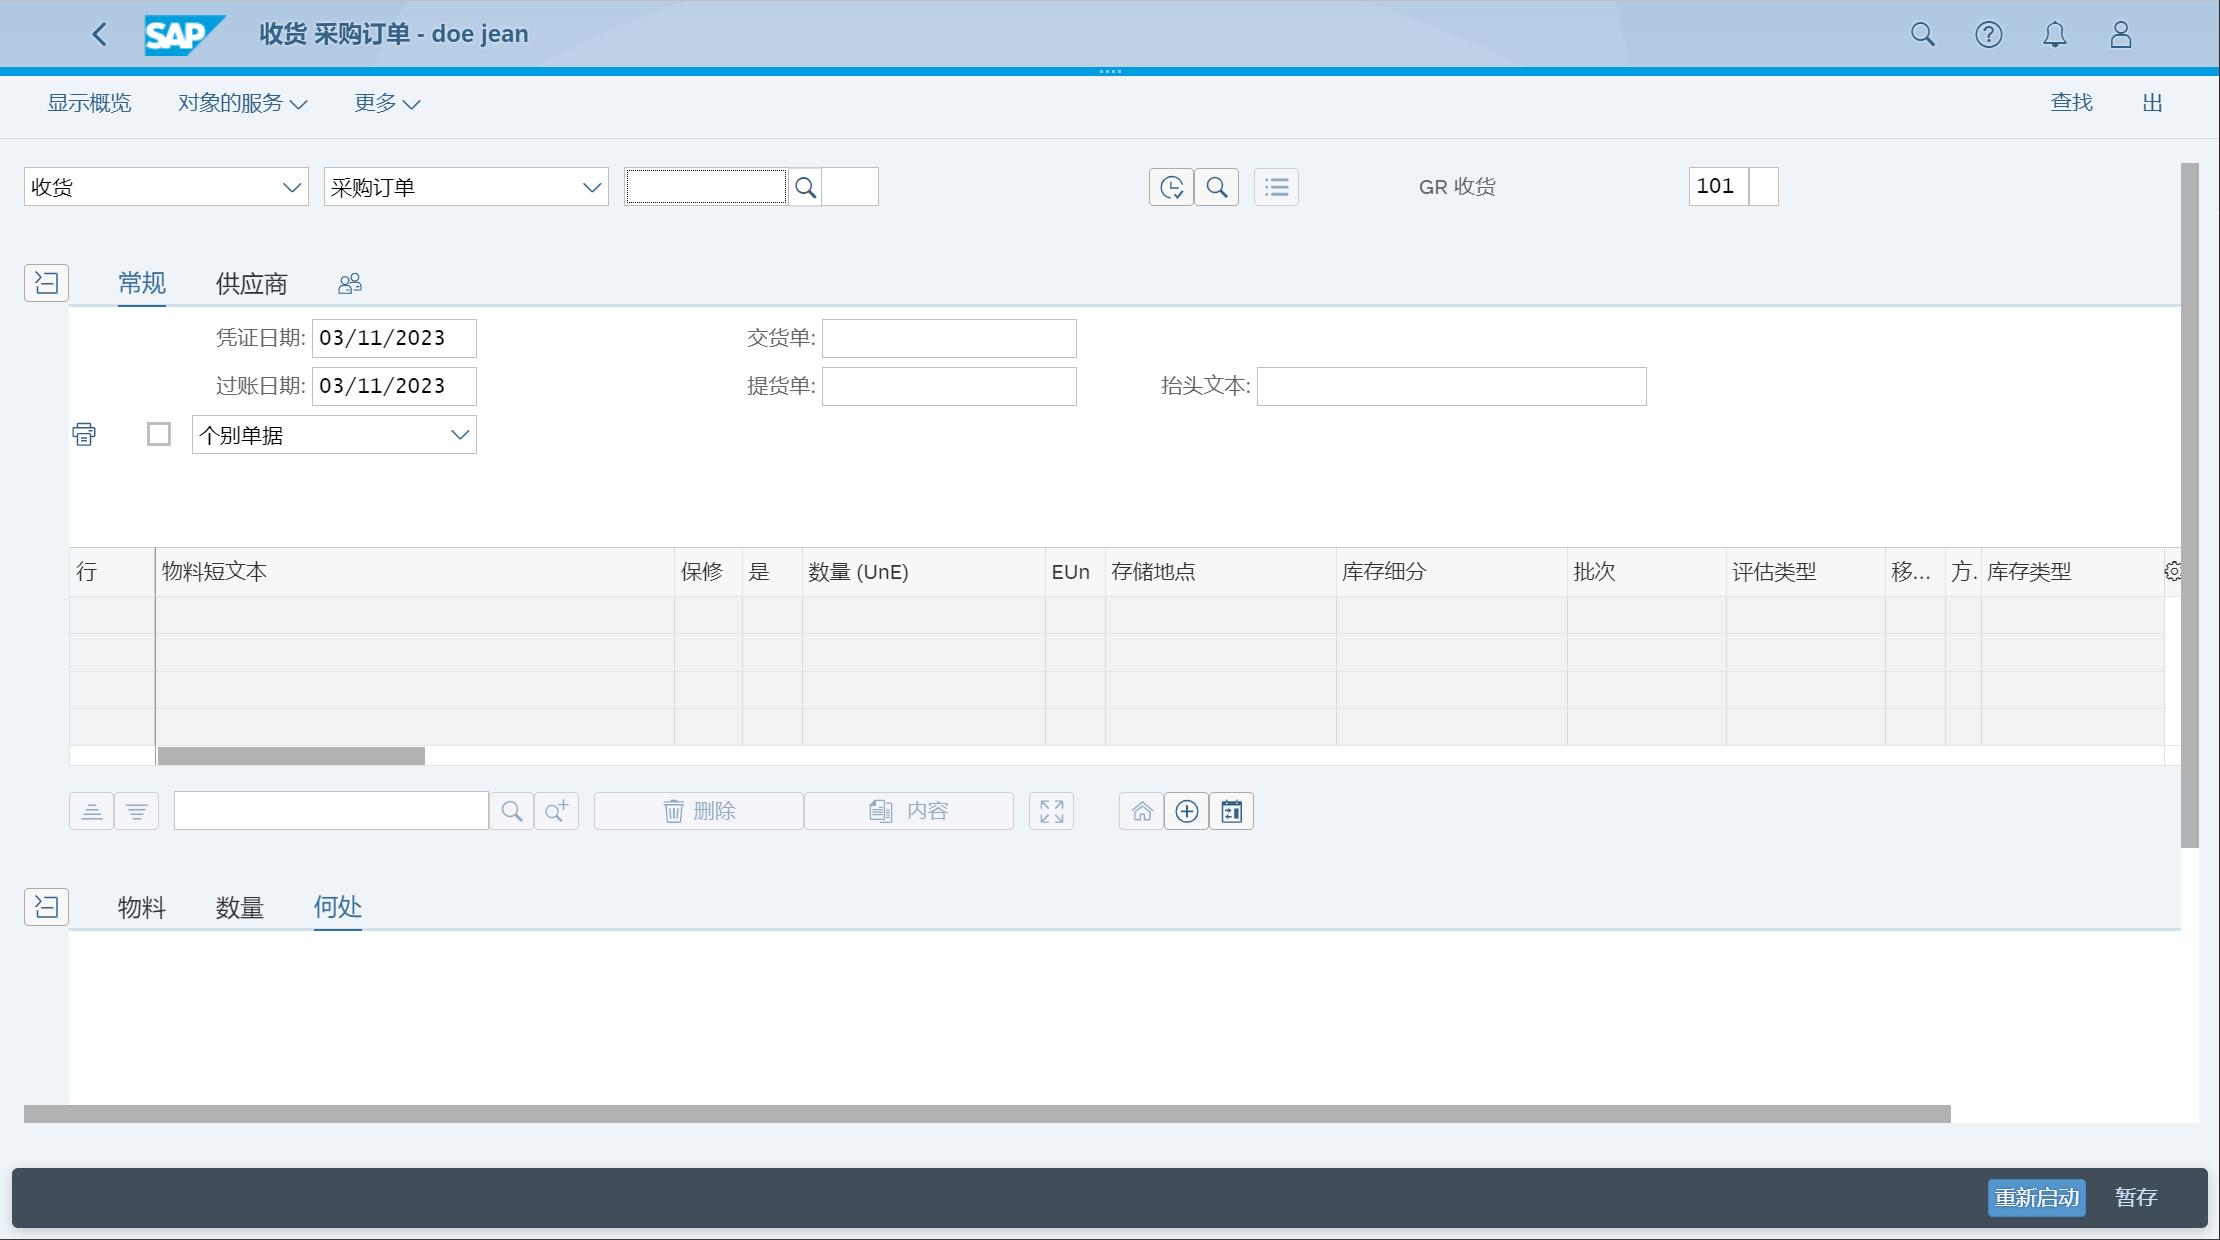 SAP 收货 采购订单 - doe jean
显示概览 对象的服务 更多 查找 出
收货 采购订单 GR 收货 101
常规 供应商
凭证日期: 03/11/2023 交货单:
过账日期: 03/11/2023 提货单: 抬头文本:
个别单据
行 物料短文本 保修 是 数量 (UnE) EUn 存储地点 库存细分 批次 评估类型 移... 方. 库存类型
删除 内容
物料 数量 何处
重新启动 暂存